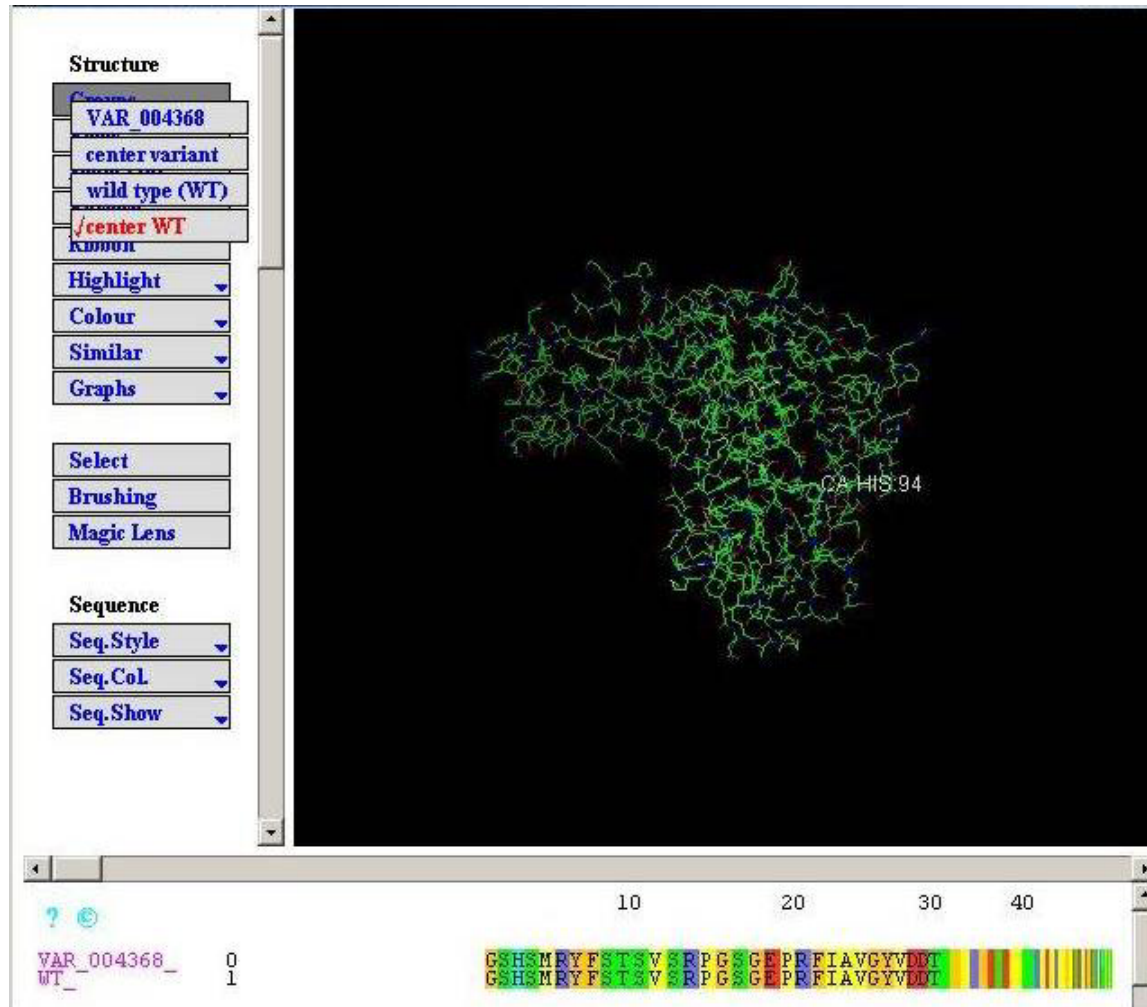 Structure
VAR_004368
center variant
wild type (WT)
√center WT
Ribbon
Highlight
Colour
Similar
Graphs
Select
Brushing
Magic Lens
Sequence
Seq.Style
Seq.Col.
Seq.Show
CA HIS 94
10 20 30 40
? ©
VAR_004368_ 0 GSHSMRYFSTSVSRPGSGEPRFIAVGYVDDT
WT_ 1 GSHSMRYFSTSVSRPGSGEPRFIAVGYVDDT